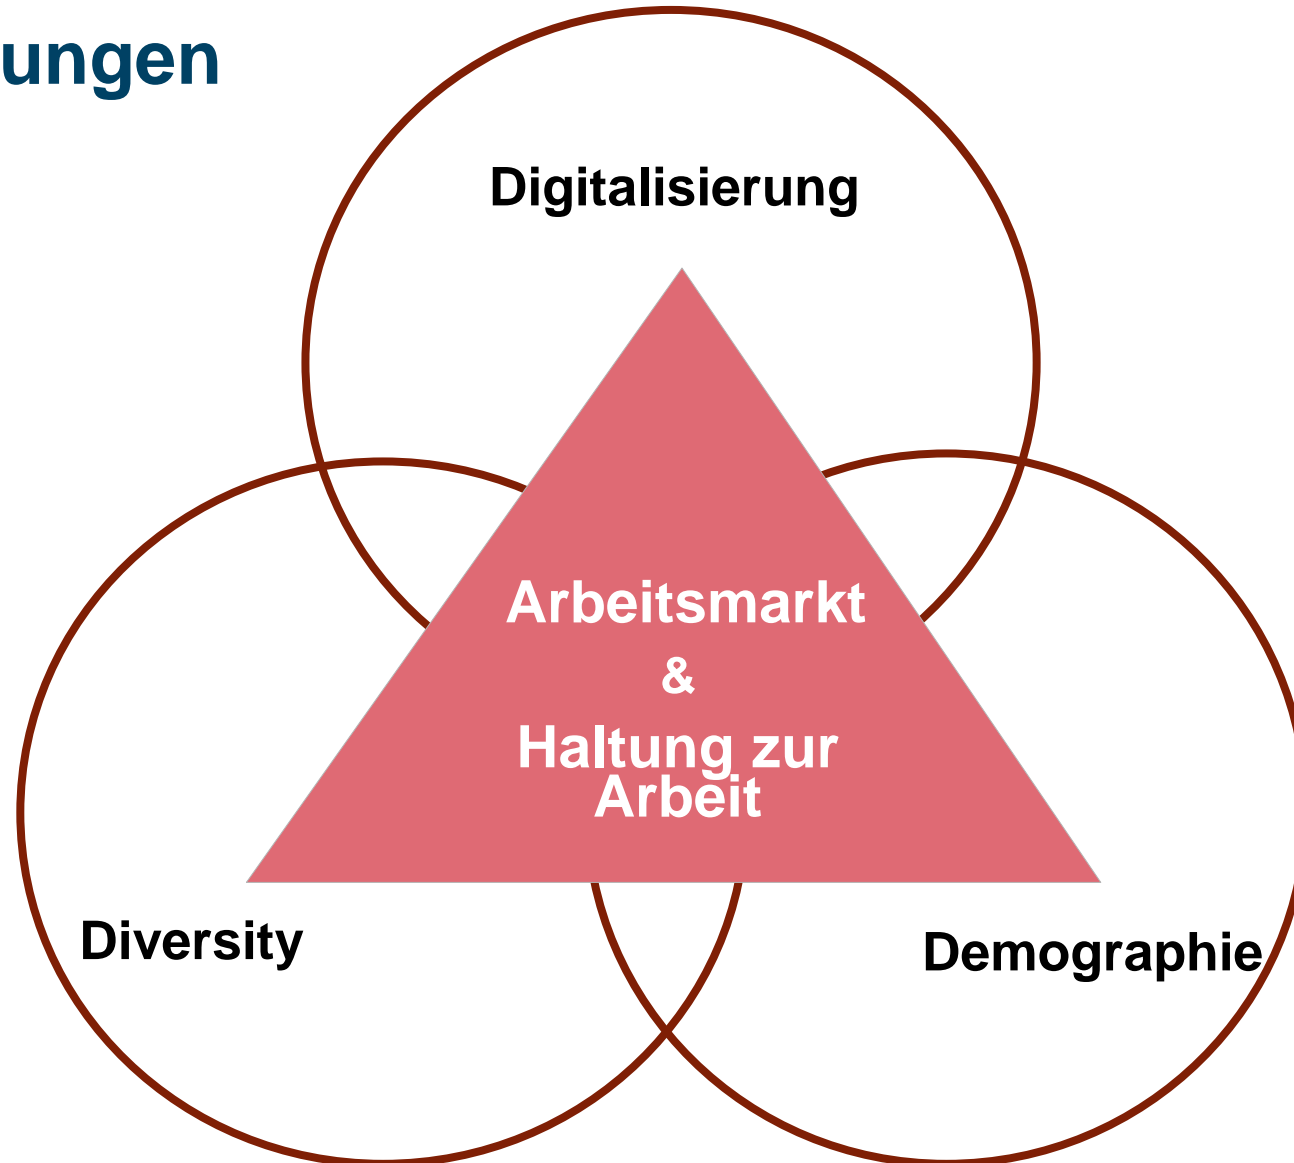 ungen
Digitalisierung
Arbeitsmarkt
&
Haltung zur
Arbeit
Diversity
Demographie